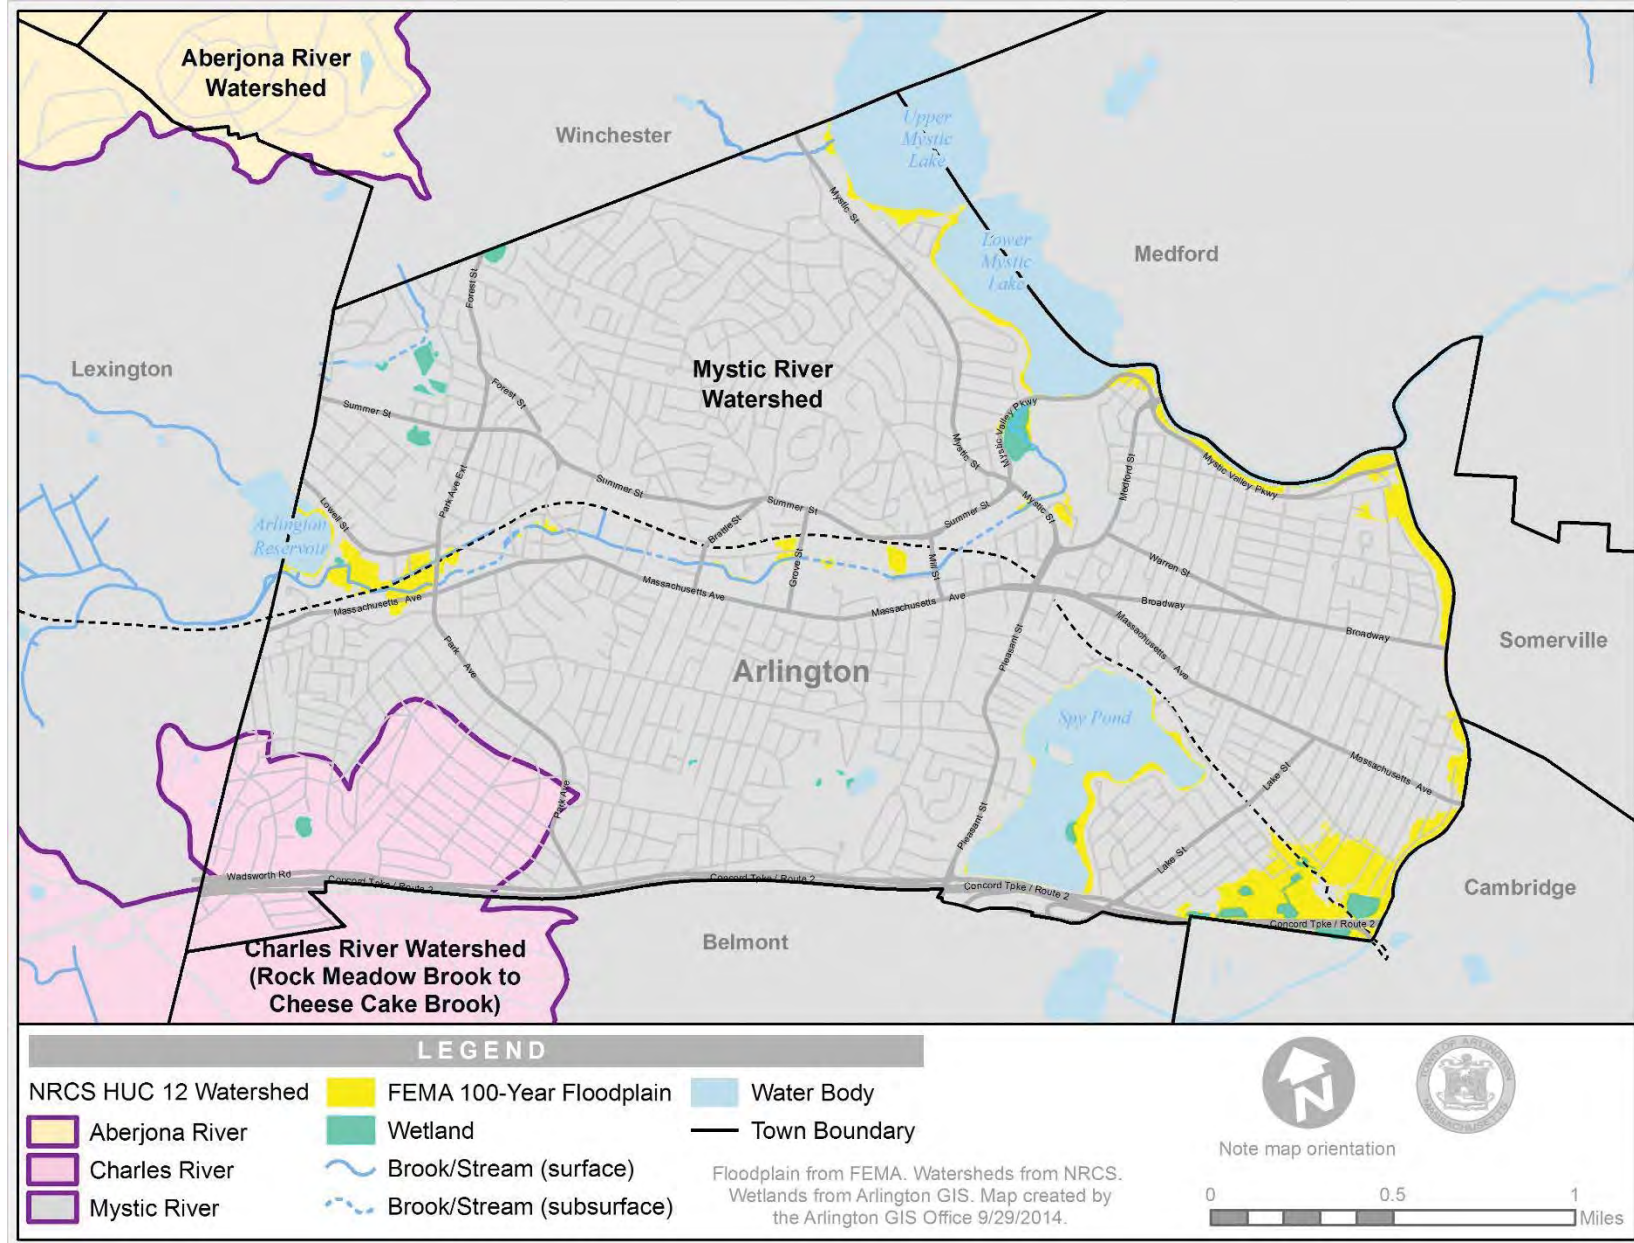 Aberjona River
Watershed
Winchester
Upper
Mystic
Lake
Mystic St
Lower
Mystic
Lake
Medford
Forest St
Lexington
Mystic River
Watershed
Forest St
Summer St
Mystic Valley Pkwy
Mystic St
Medford St
Mystic Valley Pkwy
Park Ave Ext
Summer St
Lowell St
Summer St
Summer St
Mystic St
Arlington
Reservoir
Brattle St
Grove St
Mill St
Warren St
Massachusetts Ave
Massachusetts Ave
Massachusetts Ave
Broadway
Broadway
Massachusetts Ave
Somerville
Park Ave
Pleasant St
Arlington
Spy Pond
Massachusetts Ave
Lake St
Park Ave
Pleasant St
Lake St
Wadsworth Rd
Concord Tpke / Route 2
Concord Tpke / Route 2
Concord Tpke / Route 2
Concord Tpke / Route 2
Cambridge
Belmont
Charles River Watershed
(Rock Meadow Brook to
Cheese Cake Brook)
LEGEND
NRCS HUC 12 Watershed
Aberjona River
Charles River
Mystic River
FEMA 100-Year Floodplain
Wetland
Brook/Stream (surface)
Brook/Stream (subsurface)
Water Body
Town Boundary
Floodplain from FEMA. Watersheds from NRCS.
Wetlands from Arlington GIS. Map created by
the Arlington GIS Office 9/29/2014.
N
Note map orientation
TOWN OF ARLINGTON
MASSACHUSETTS
0 0.5 1
Miles